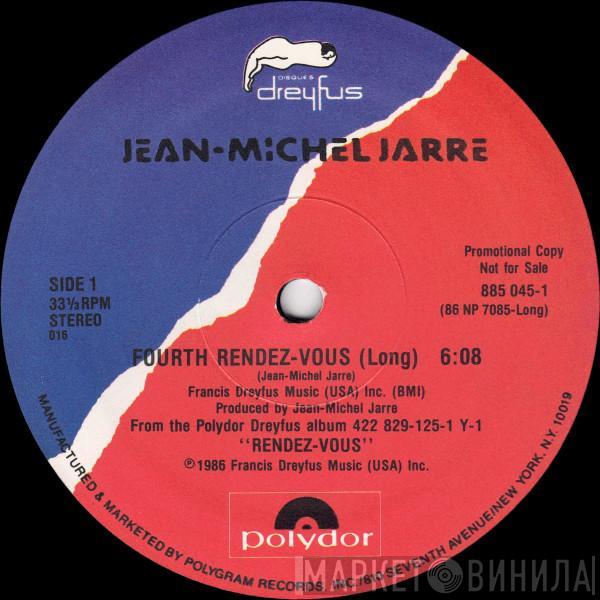 DISQUES
dreyfus
JEAN-MICHEL JARRE
SIDE 1
33⅓ RPM
STEREO
016
Promotional Copy
Not for Sale
885 045-1
(86 NP 7085-Long)
FOURTH RENDEZ-VOUS (Long) 6:08
(Jean-Michel Jarre)
Francis Dreyfus Music (USA) Inc. (BMI)
Produced by Jean-Michel Jarre
From the Polydor Dreyfus album 422 829-125-1 Y-1
"RENDEZ-VOUS"
℗1986 Francis Dreyfus Music (USA) Inc.
polydor
MANUFACTURED & MARKETED BY POLYGRAM RECORDS, INC./810 SEVENTH AVENUE/NEW YORK. N.Y. 10019
МАРКЕТ ВИНИЛА